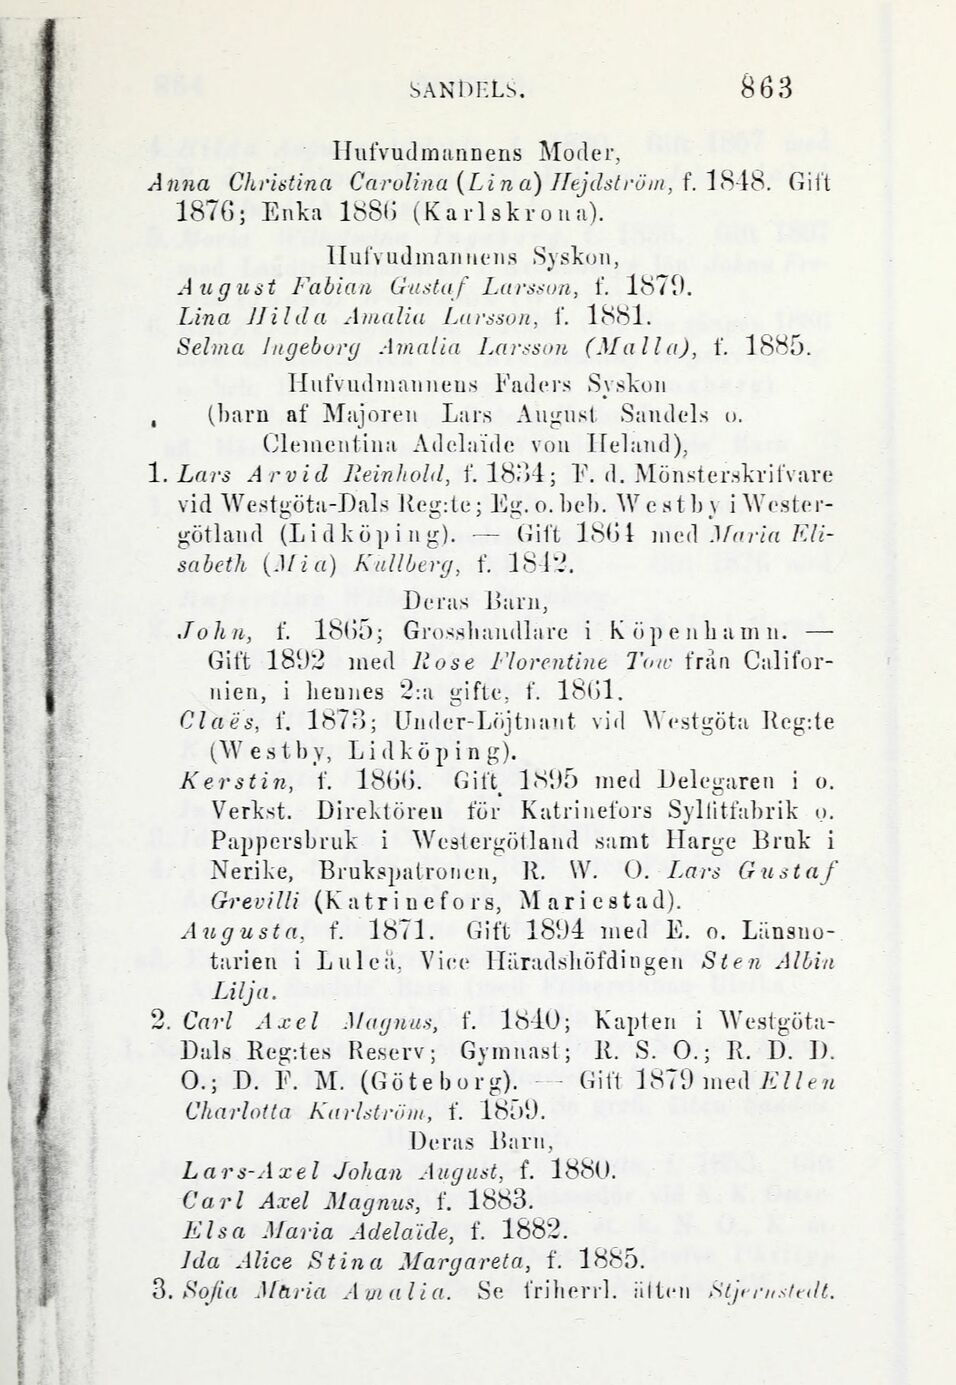 SANDELS. 863
Hufvudmannens Moder,
Anna Christina Carolina (Lina) Hejdström, f. 1848. Gift
1876; Enka 1886 (Karlskrona).
Hufvudmannens Syskon,
August Fabian Gustaf Larsson, f. 1879.
Lina Hilda Amalia Larsson, f. 1881.
Selma Ingeborg Amalia Larsson (Malla), f. 1885.
Hufvudmannens Faders Syskon
(barn af Majoren Lars August Sandels o.
Clementina Adelaïde von Heland),
1. Lars Arvid Reinhold, f. 1834; F. d. Mönsterskrifvare
vid Westgöta-Dals Reg:te; Eg. o. beb. Westby i Wester-
götland (Lidköping). — Gift 1864 med Maria Eli-
sabeth (Mia) Kullberg, f. 1842.
Deras Barn,
John, f. 1865; Grosshandlare i Köpenhamn. —
Gift 1892 med Rose Florentine Tow från Califor-
nien, i hennes 2:a gifte, f. 1861.
Claës, f. 1873; Under-Löjtnant vid Westgöta Reg:te
(Westby, Lidköping).
Kerstin, f. 1866. Gift 1895 med Delegaren i o.
Verkst. Direktören för Katrinefors Sylfitfabrik o.
Pappersbruk i Westergötland samt Harge Bruk i
Nerike, Brukspatronen, R. W. O. Lars Gustaf
Grevilli (Katrinefors, Mariestad).
Augusta, f. 1871. Gift 1894 med E. o. Länsno-
tarien i Luleå, Vice Häradshöfdingen Sten Albin
Lilja.
2. Carl Axel Magnus, f. 1840; Kapten i Westgöta-
Dals Reg:tes Reserv; Gymnast; R. S. O.; R. D. D.
O.; D. F. M. (Göteborg). — Gift 1879 med Ellen
Charlotta Karlström, f. 1859.
Deras Barn,
Lars-Axel Johan August, f. 1880.
Carl Axel Magnus, f. 1883.
Elsa Maria Adelaïde, f. 1882.
Ida Alice Stina Margareta, f. 1885.
3. Sofia Maria Amalia. Se friherrl. ätten Stjernstedt.